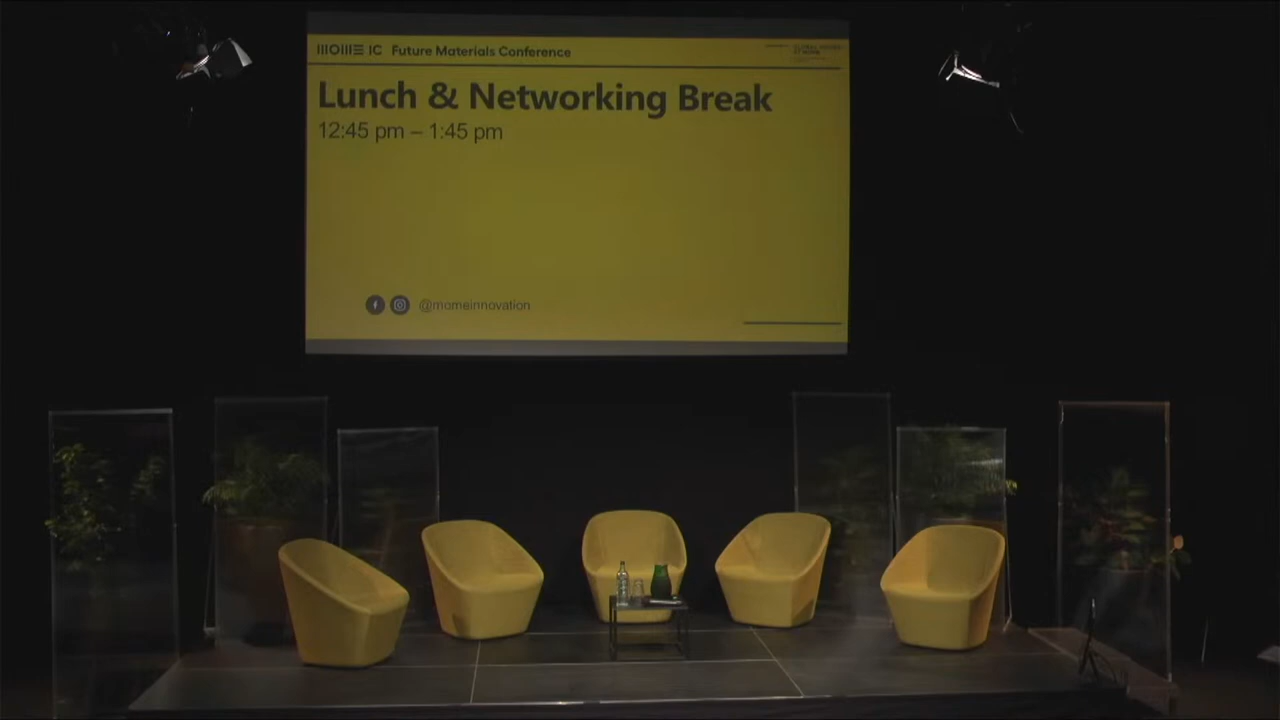 MOME IC Future Materials Conference
Lunch & Networking Break
12:45 pm – 1:45 pm
@momeinnovation